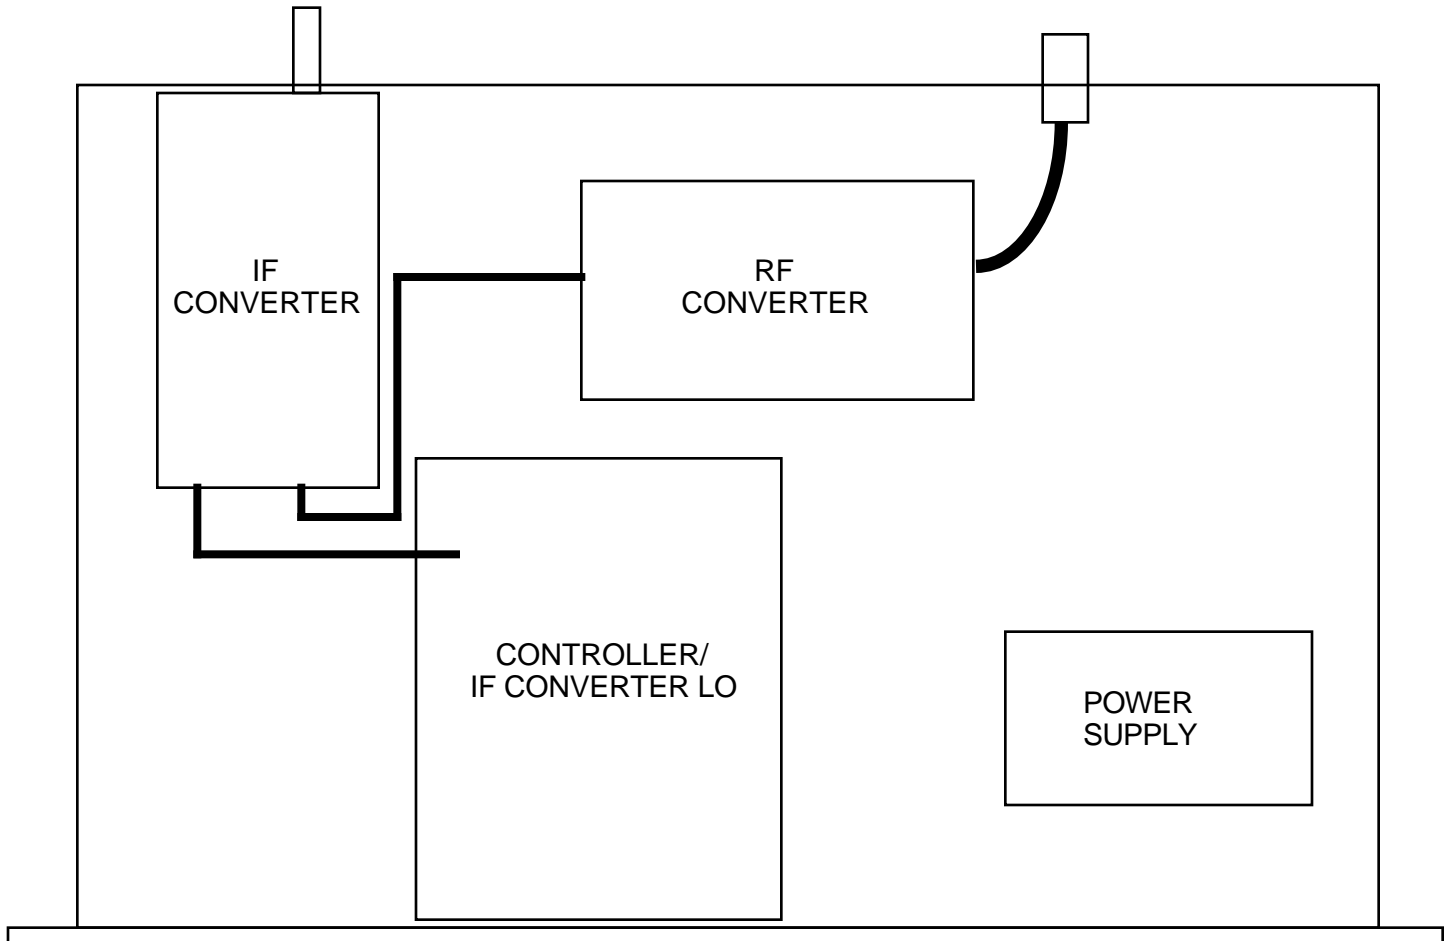 IF
CONVERTER
RF
CONVERTER
CONTROLLER/
IF CONVERTER LO
POWER
SUPPLY